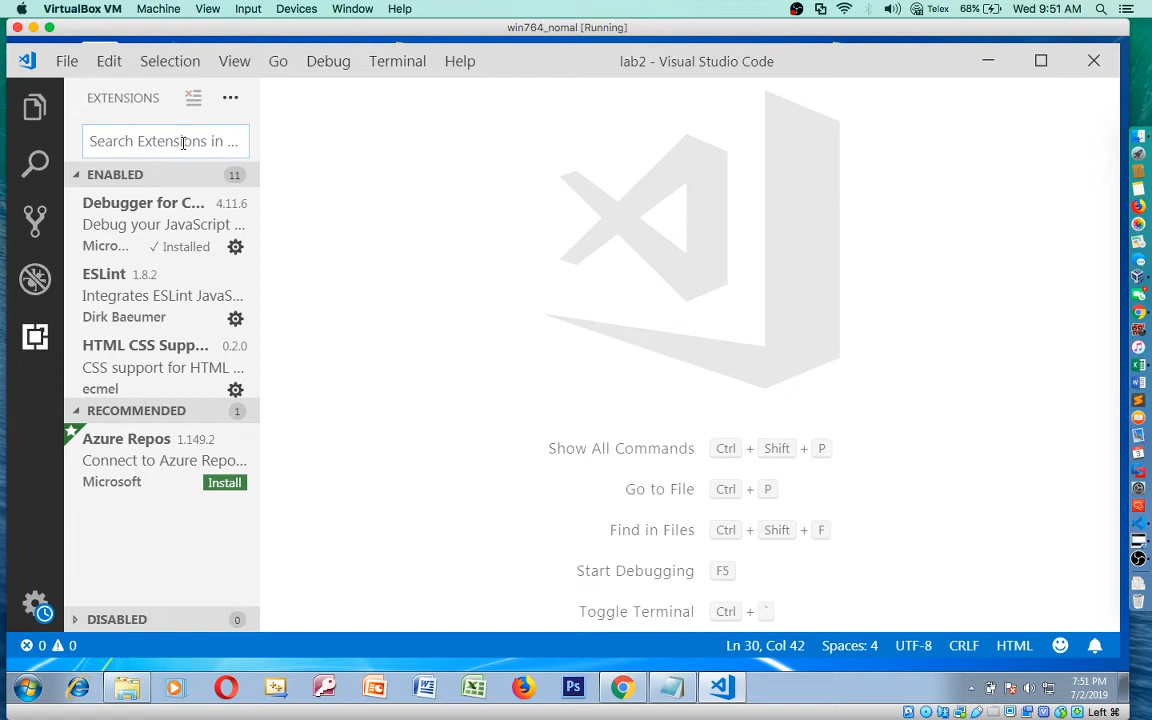 VirtualBox VM Machine View Input Devices Window Help Telex 68% Wed 9:51 AM
win764_nomal [Running]
File Edit Selection View Go Debug Terminal Help lab2 - Visual Studio Code
EXTENSIONS
Search Extensions in ...
ENABLED 11
Debugger for C... 4.11.6
Debug your JavaScript ...
Micro... ✓ Installed
ESLint 1.8.2
Integrates ESLint JavaS...
Dirk Baeumer
HTML CSS Supp... 0.2.0
CSS support for HTML ...
ecmel
RECOMMENDED 1
Azure Repos 1.149.2
Connect to Azure Repo...
Microsoft Install
DISABLED 0
Show All Commands Ctrl + Shift + P
Go to File Ctrl + P
Find in Files Ctrl + Shift + F
Start Debugging F5
Toggle Terminal Ctrl + `
0 0 Ln 30, Col 42 Spaces: 4 UTF-8 CRLF HTML
Ps 7:51 PM
7/2/2019
Left ⌘